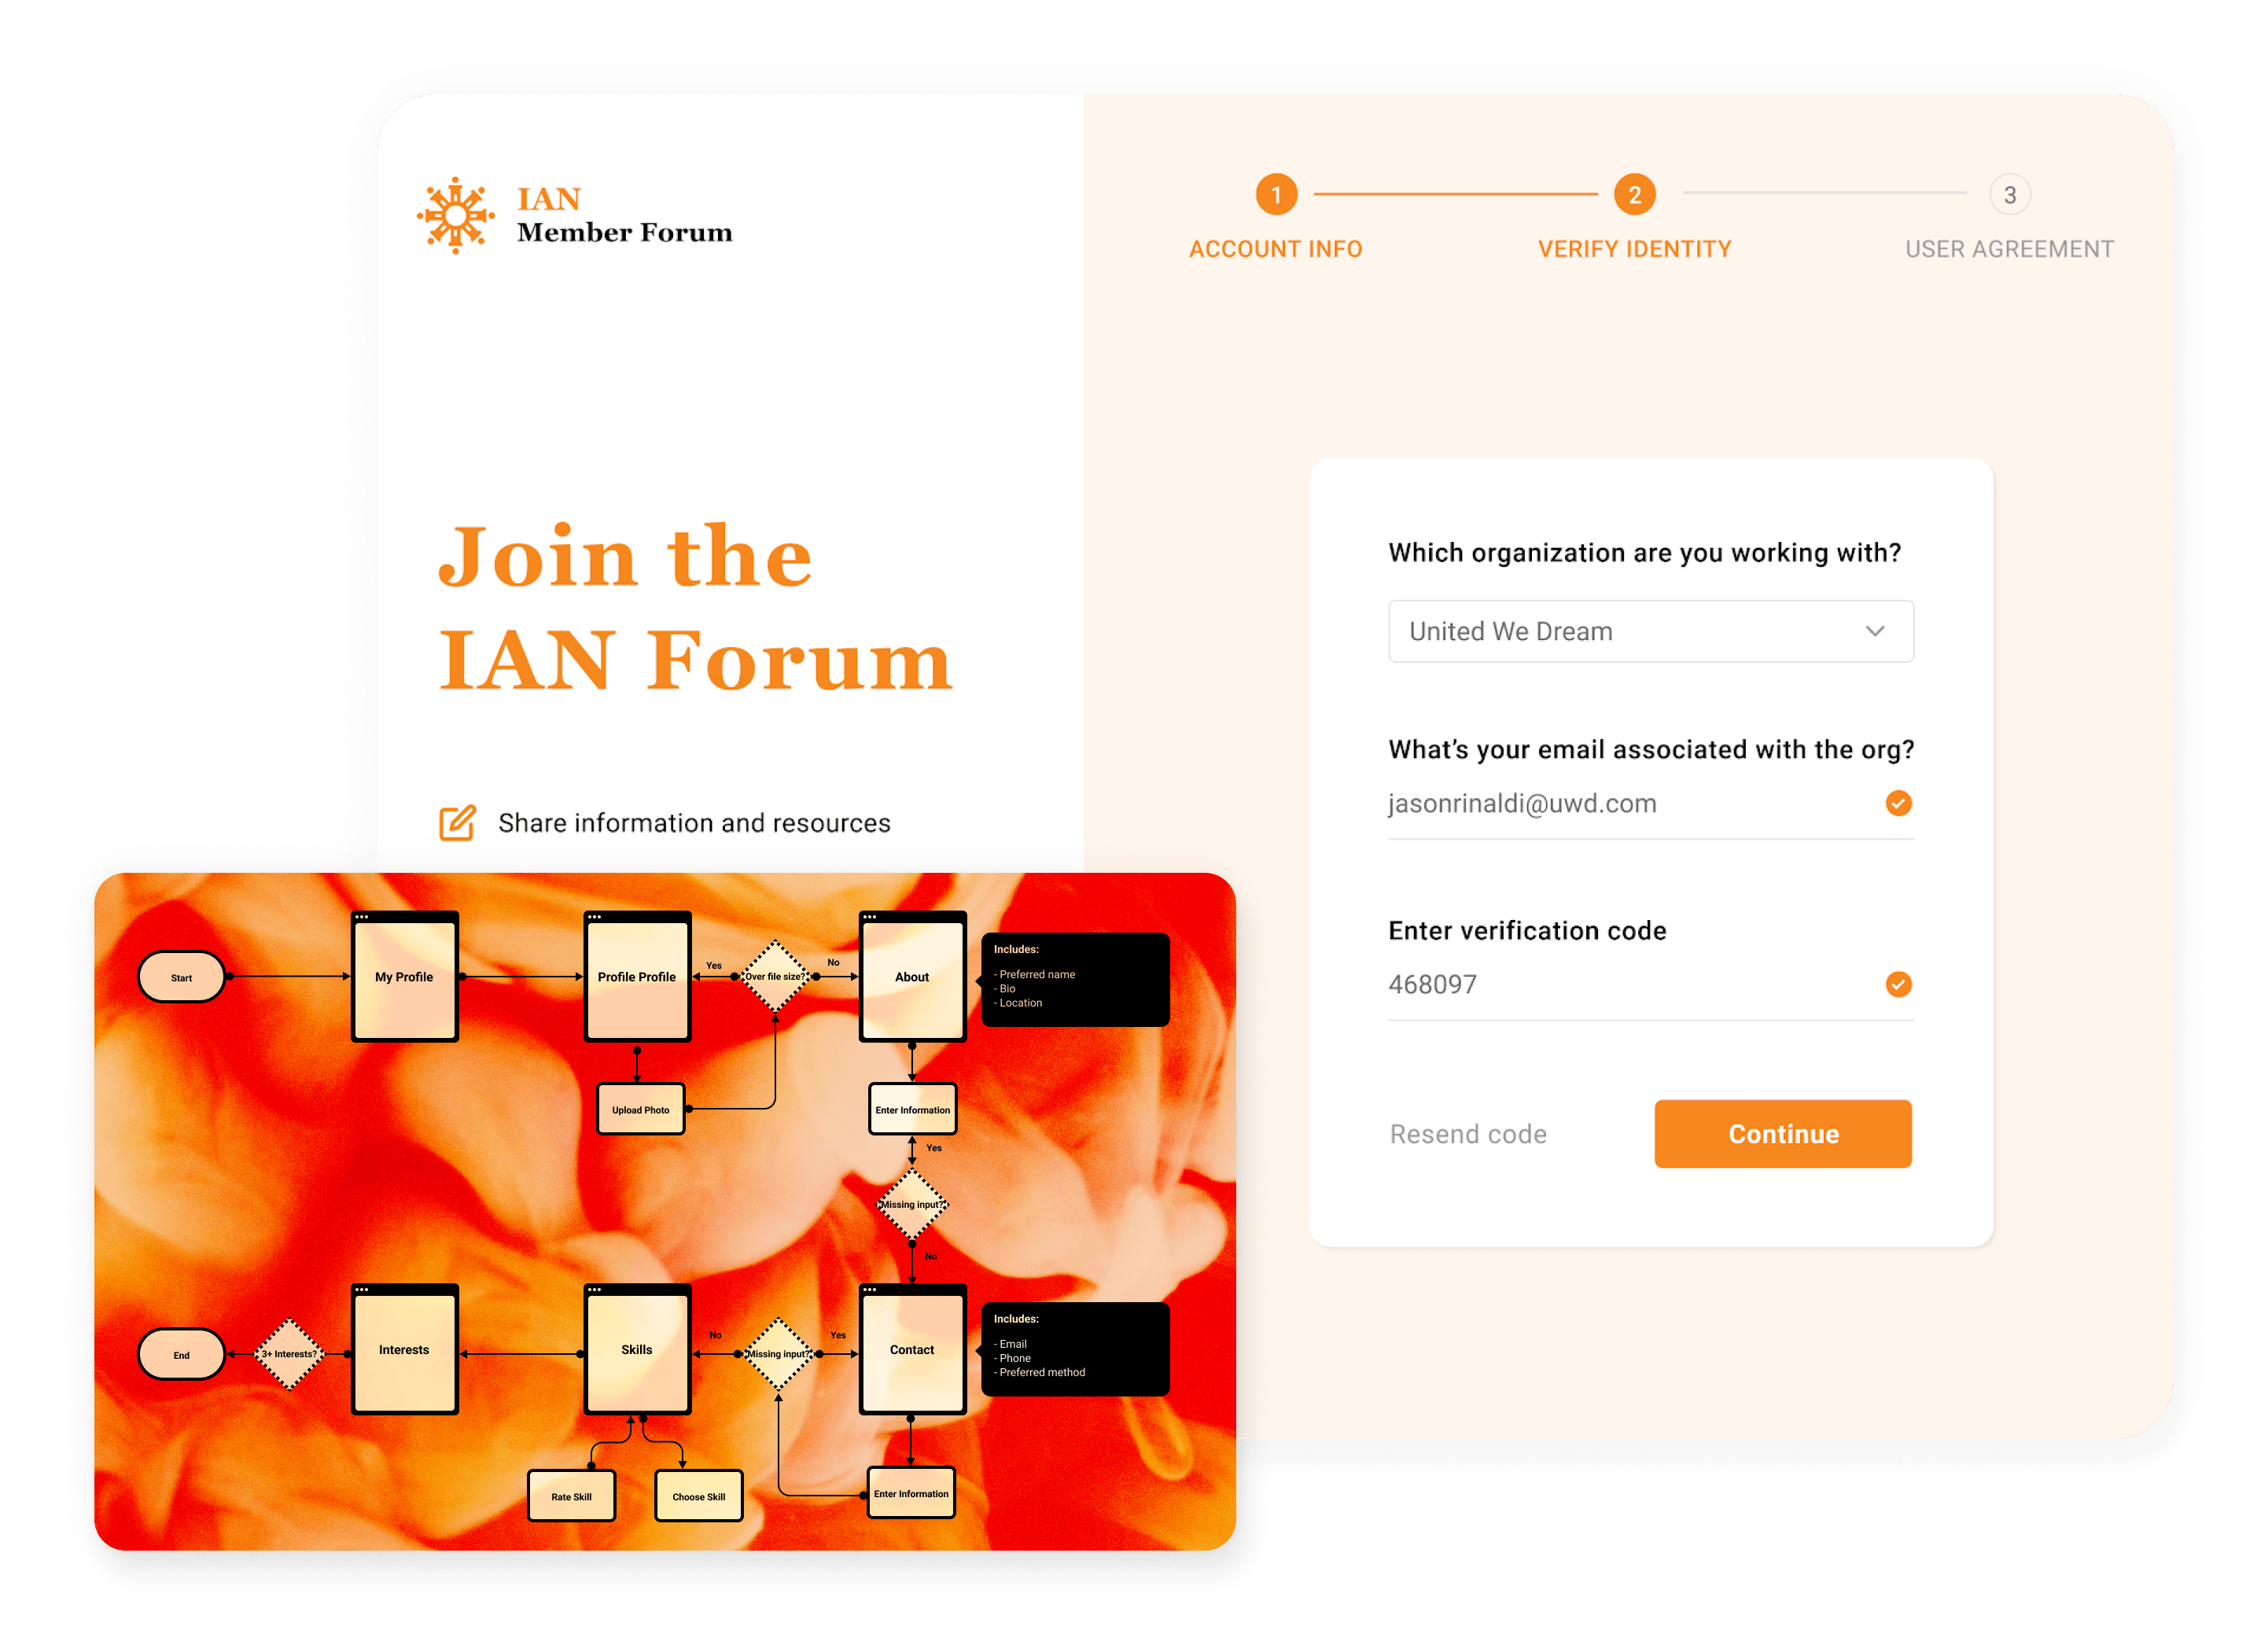 IAN
Member Forum
Join the
IAN Forum
Share information and resources
1
2
3
ACCOUNT INFO
VERIFY IDENTITY
USER AGREEMENT
Which organization are you working with?
United We Dream
What's your email associated with the org?
jasonrinaldi@uwd.com
Enter verification code
468097
Resend code
Continue
Start
My Profile
Profile Profile
Yes
Over file size?
No
About
Includes:
- Preferred name
- Bio
- Location
Upload Photo
Enter Information
Yes
Missing input?
No
End
3+ Interests?
Interests
Skills
No
Missing input?
Yes
Contact
Includes:
- Email
- Phone
- Preferred method
Rate Skill
Choose Skill
Enter Information